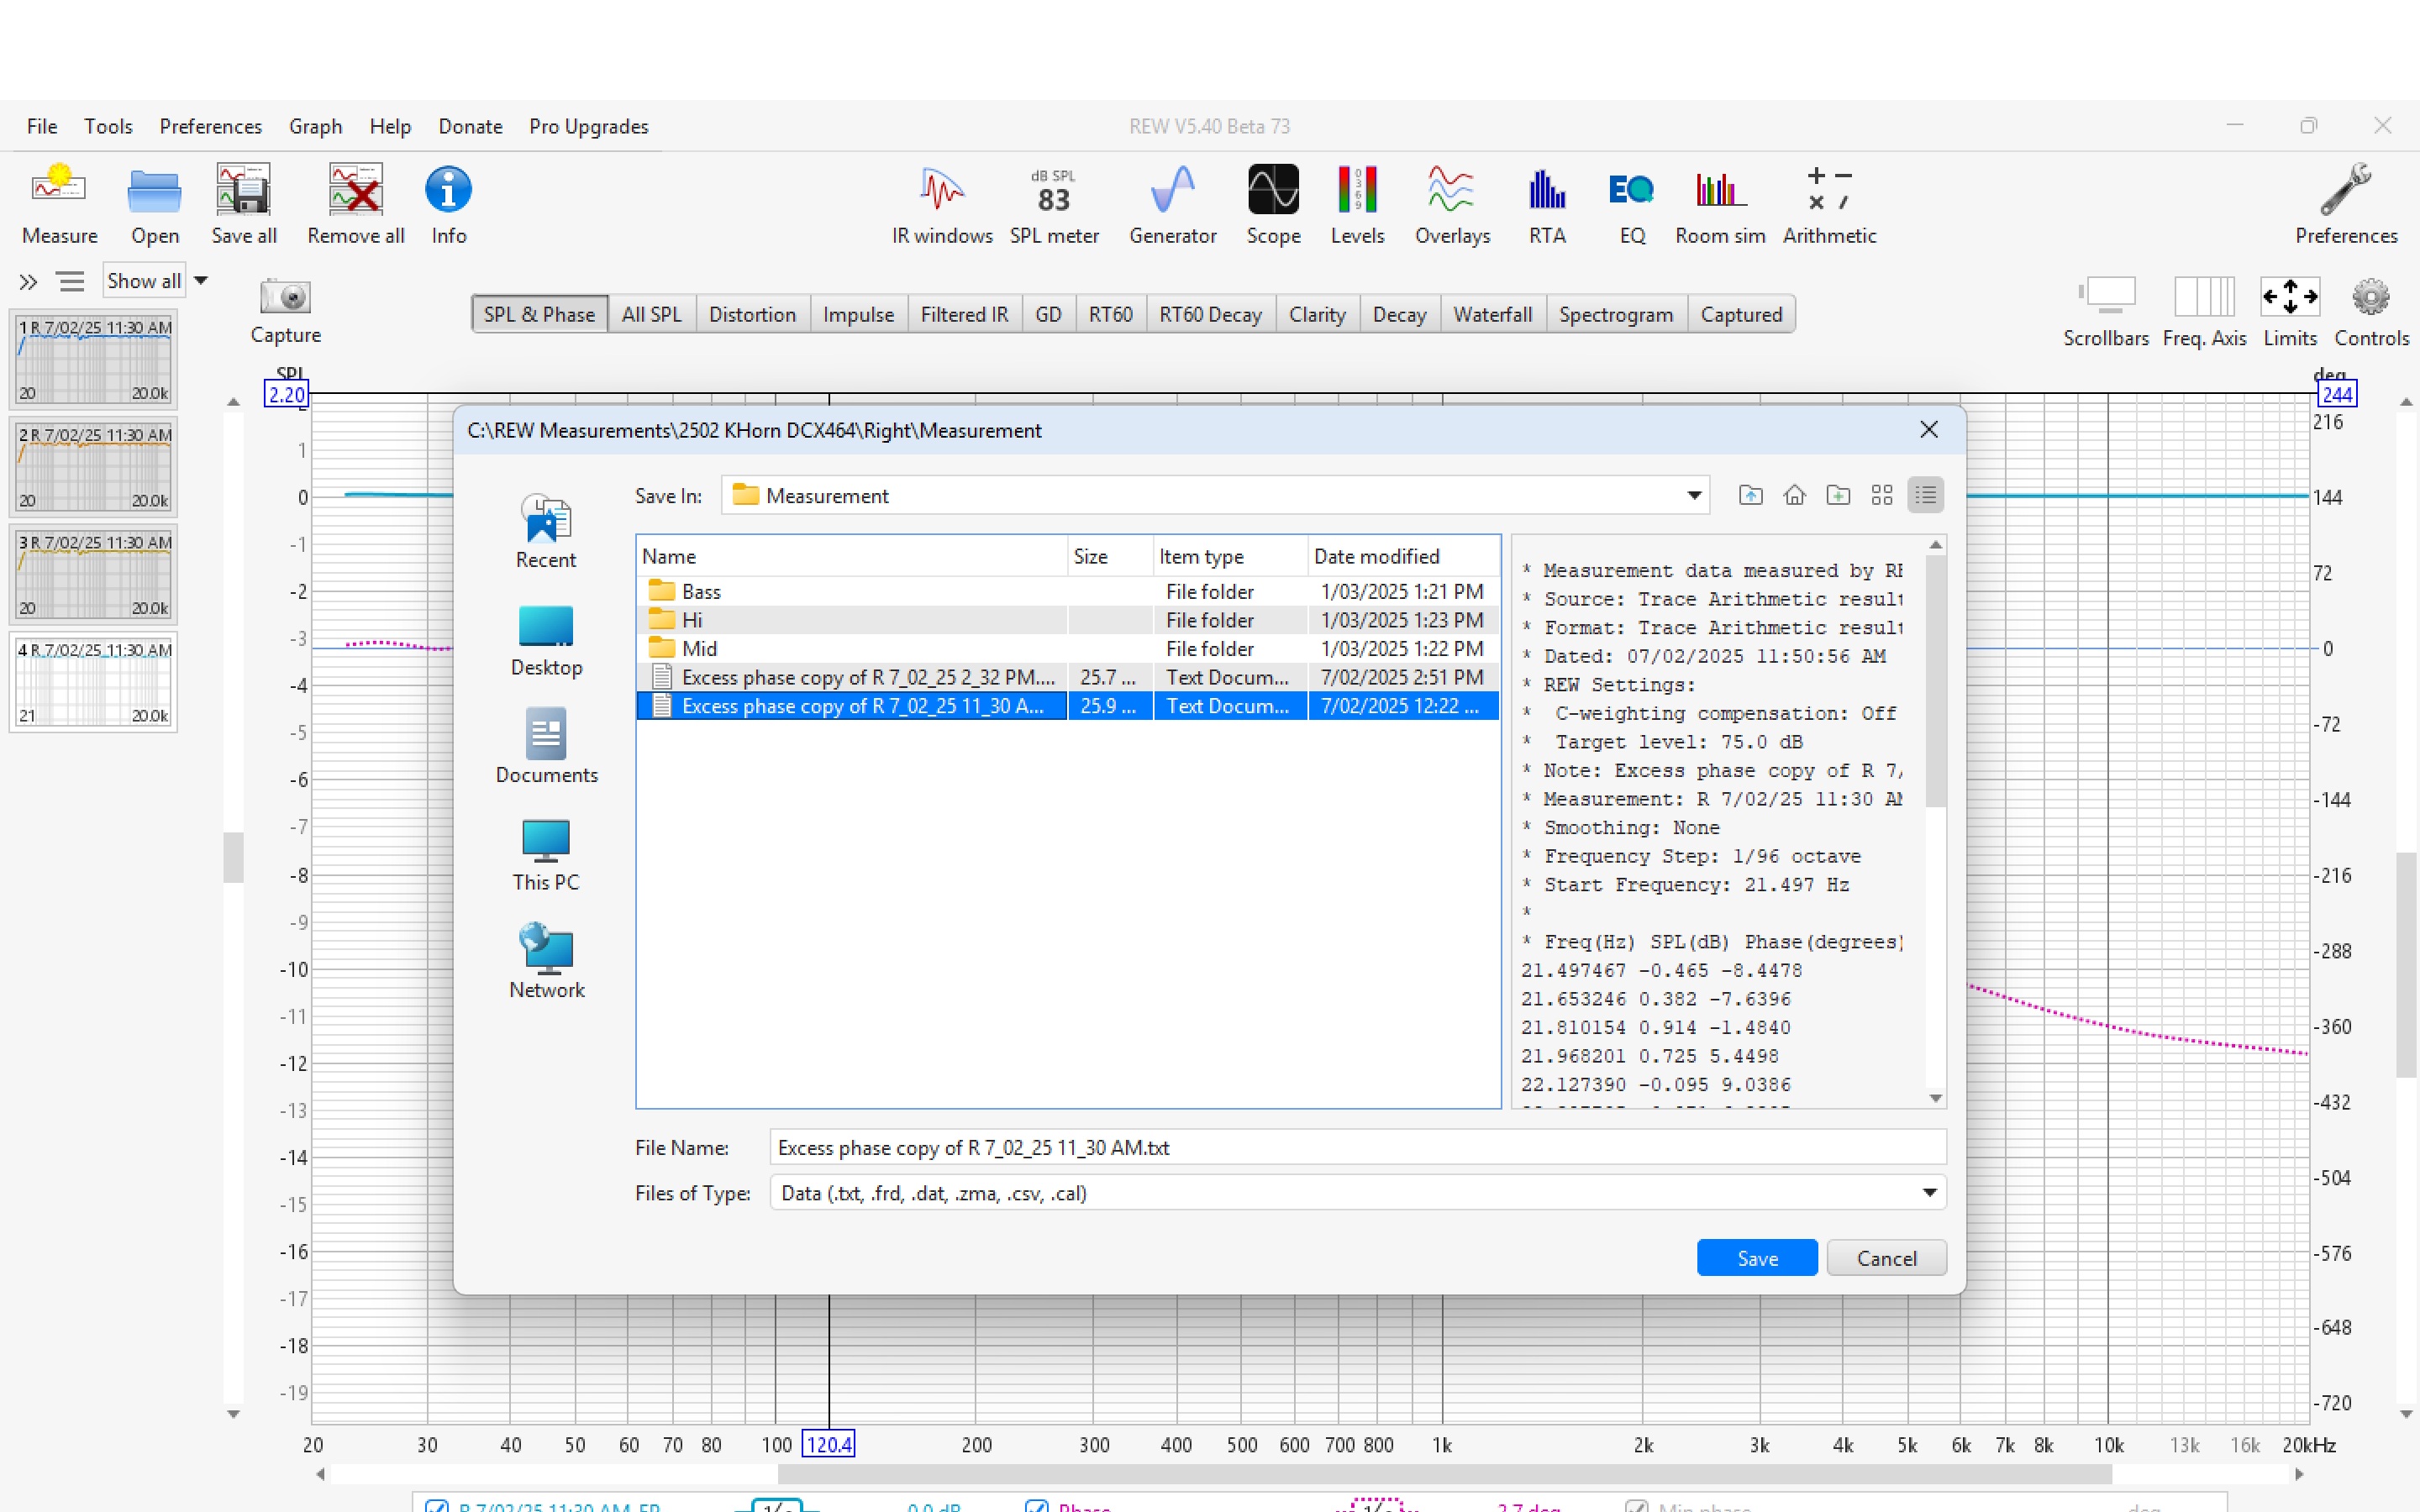 File Tools Preferences Graph Help Donate Pro Upgrades
REW V5.40 Beta 73
Measure Open Save all Remove all Info
dB SPL
83
IR windows SPL meter Generator Scope Levels Overlays RTA EQ Room sim Arithmetic Preferences
Show all
Capture
SPL & Phase All SPL Distortion Impulse Filtered IR GD RT60 RT60 Decay Clarity Decay Waterfall Spectrogram Captured
Scrollbars Freq. Axis Limits Controls
1 R 7/02/25 11:30 AM
20 20.0k
2 R 7/02/25 11:30 AM
20 20.0k
3 R 7/02/25 11:30 AM
20 20.0k
4 R 7/02/25 11:30 AM
21 20.0k
SPL
2.20
1
0
-1
-2
-3
-4
-5
-6
-7
-8
-9
-10
-11
-12
-13
-14
-15
-16
-17
-18
-19
C:\REW Measurements\2502 KHorn DCX464\Right\Measurement
Save In: Measurement
Recent
Desktop
Documents
This PC
Network
Name Size Item type Date modified
Bass File folder 1/03/2025 1:21 PM
Hi File folder 1/03/2025 1:23 PM
Mid File folder 1/03/2025 1:22 PM
Excess phase copy of R 7_02_25 2_32 PM.... 25.7 ... Text Docum... 7/02/2025 2:51 PM
Excess phase copy of R 7_02_25 11_30 A... 25.9 ... Text Docum... 7/02/2025 12:22 ...
* Measurement data measured by RE
* Source: Trace Arithmetic result
* Format: Trace Arithmetic result
* Dated: 07/02/2025 11:50:56 AM
* REW Settings:
* C-weighting compensation: Off
* Target level: 75.0 dB
* Note: Excess phase copy of R 7/
* Measurement: R 7/02/25 11:30 AM
* Smoothing: None
* Frequency Step: 1/96 octave
* Start Frequency: 21.497 Hz
*
* Freq(Hz) SPL(dB) Phase(degrees)
21.497467 -0.465 -8.4478
21.653246 0.382 -7.6396
21.810154 0.914 -1.4840
21.968201 0.725 5.4498
22.127390 -0.095 9.0386
File Name: Excess phase copy of R 7_02_25 11_30 AM.txt
Files of Type: Data (.txt, .frd, .dat, .zma, .csv, .cal)
Save Cancel
deg
244
216
144
72
0
-72
-144
-216
-288
-360
-432
-504
-576
-648
-720
20 30 40 50 60 70 80 100 120.4 200 300 400 500 600 700 800 1k 2k 3k 4k 5k 6k 7k 8k 10k 13k 16k 20kHz
R 7/02/25 11:30 AM-EP 0.0 dB Phase 2.7 deg Min phase deg